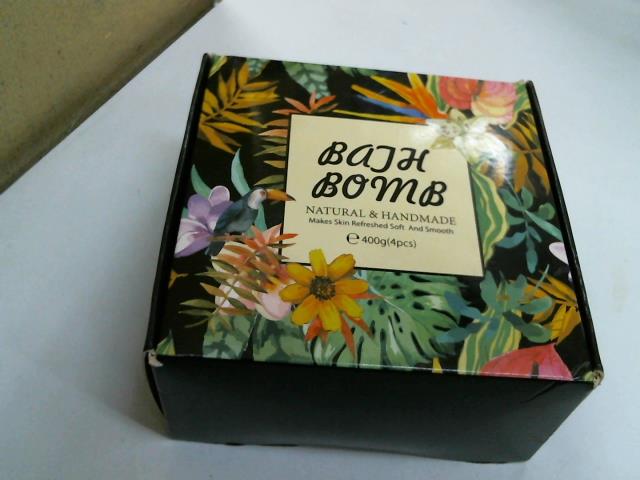 BATH
BOMB
NATURAL & HANDMADE
Makes Skin Refreshed Soft And Smooth
℮ 400g(4pcs)